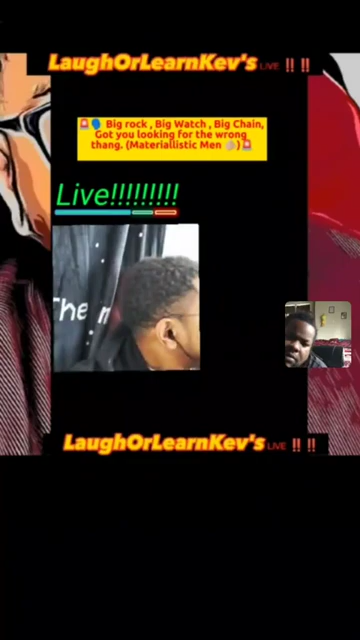 LaughOrLearnKev's LIVE ‼️ ‼️
🚨🗣️ Big rock , Big Watch , Big Chain,
Got you looking for the wrong
thang. (Materiallistic Men 🪨)🚨
Live!!!!!!!!!
The m
LaughOrLearnKev's LIVE ‼️ ‼️